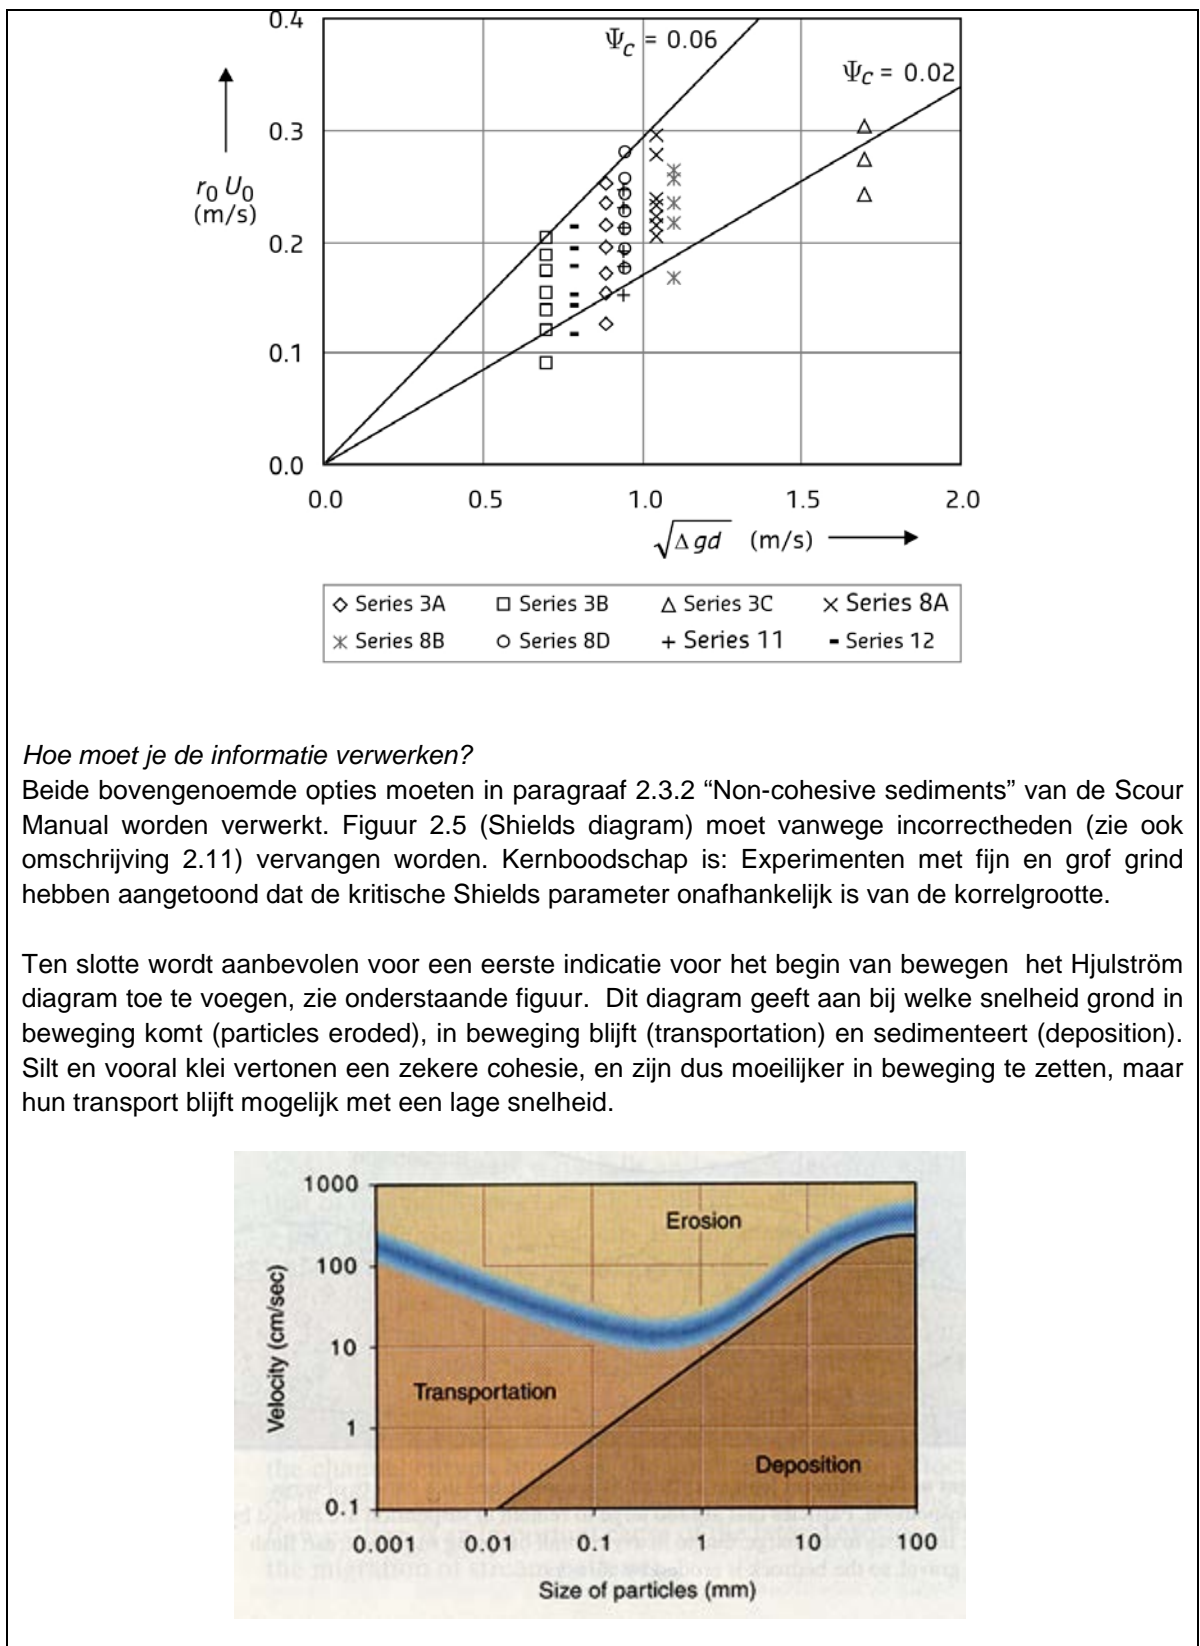 0.4
Ψc = 0.06
Ψc = 0.02
0.3
r0 U0
(m/s)
0.2
0.1
0.0
0.0 0.5 1.0 1.5 2.0
√Δ gd (m/s)
Series 3A Series 3B Series 3C Series 8A
Series 8B Series 8D Series 11 Series 12
Hoe moet je de informatie verwerken?
Beide bovengenoemde opties moeten in paragraaf 2.3.2 “Non-cohesive sediments” van de Scour
Manual worden verwerkt. Figuur 2.5 (Shields diagram) moet vanwege incorrectheden (zie ook
omschrijving 2.11) vervangen worden. Kernboodschap is: Experimenten met fijn en grof grind
hebben aangetoond dat de kritische Shields parameter onafhankelijk is van de korrelgrootte.
Ten slotte wordt aanbevolen voor een eerste indicatie voor het begin van bewegen het Hjulström
diagram toe te voegen, zie onderstaande figuur. Dit diagram geeft aan bij welke snelheid grond in
beweging komt (particles eroded), in beweging blijft (transportation) en sedimenteert (deposition).
Silt en vooral klei vertonen een zekere cohesie, en zijn dus moeilijker in beweging te zetten, maar
hun transport blijft mogelijk met een lage snelheid.
1000
Erosion
100
Velocity (cm/sec)
10
Transportation
1
Deposition
0.1
0.001 0.01 0.1 1 10 100
Size of particles (mm)